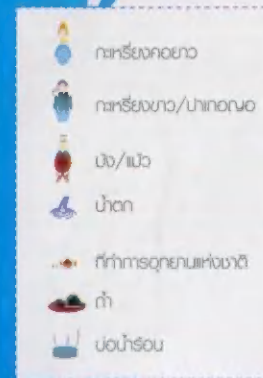 กะเหรี่ยงคอยาว
กะเหรี่ยงขาว/ปาเกอญอ
ม้ง/แม้ว
น้ำตก
ที่ทำการอุทยานแห่งชาติ
ถ้ำ
บ่อน้ำร้อน